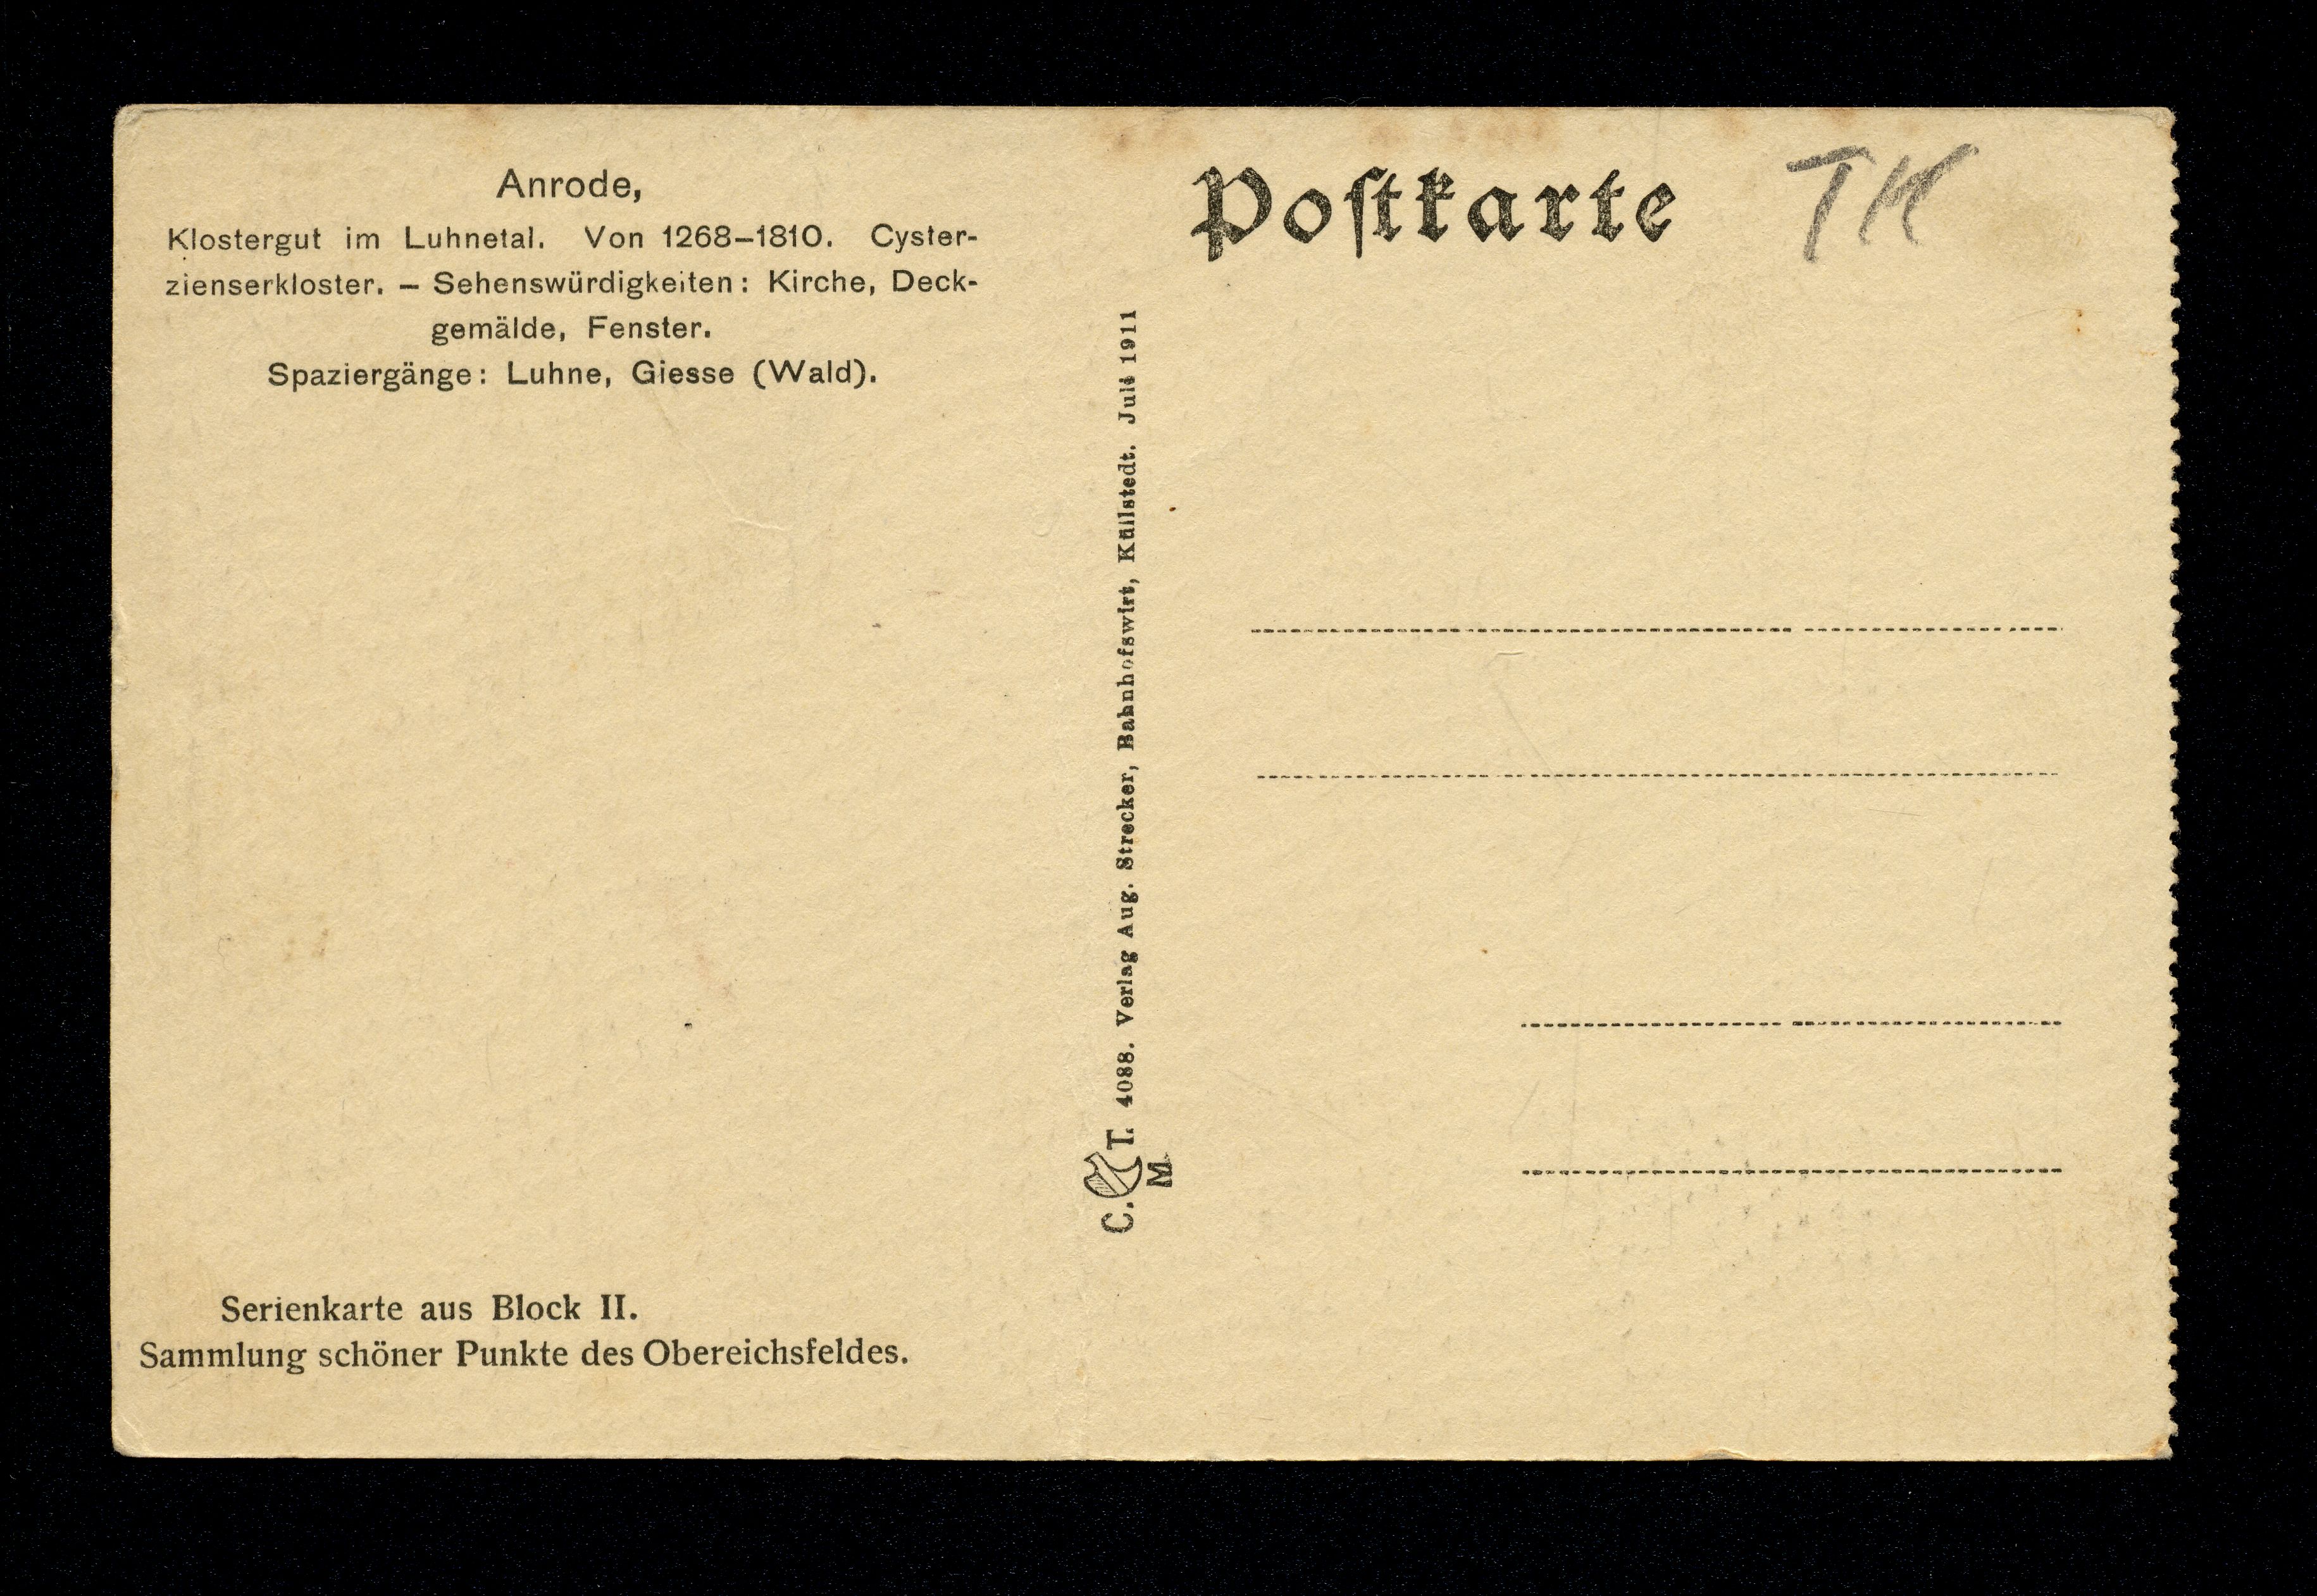 Anrode,
Klostergut im Luhnetal. Von 1268–1810. Cyster-
zienserkloster. – Sehenswürdigkeiten: Kirche, Deck-
gemälde, Fenster.
Spaziergänge: Luhne, Giesse (Wald).
Serienkarte aus Block II.
Sammlung schöner Punkte des Obereichsfeldes.
C. T. 4088. Verlag Aug. Strecker, Bahnhofswirt, Küllstedt. Juli 1911
M.
Poſtkarte
TH